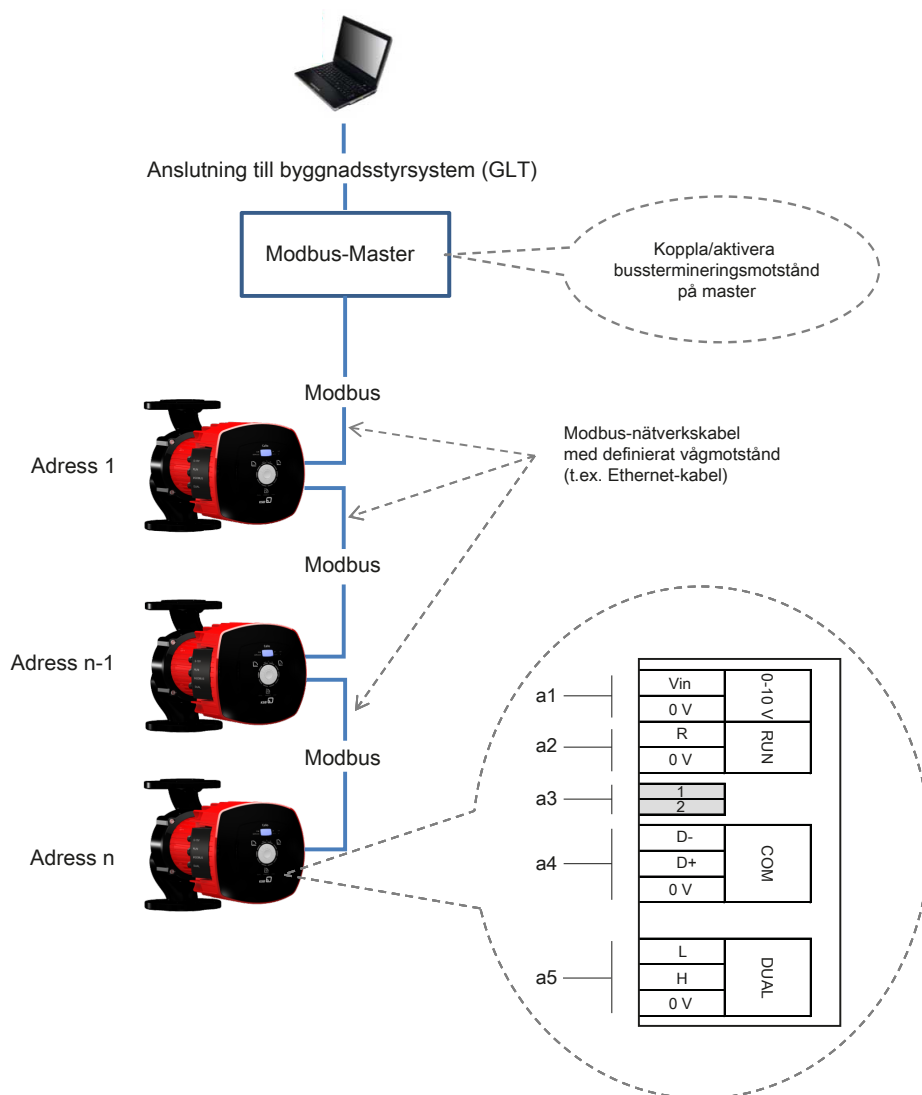 Anslutning till byggnadsstyrsystem (GLT)
Modbus-Master
Koppla/aktivera
busstermineringsmotstånd
på master
Modbus
Adress 1
Modbus-nätverkskabel
med definierat vågmotstånd
(t.ex. Ethernet-kabel)
Modbus
Adress n-1
Modbus
Adress n
a1
Vin
0 V
0-10 V
a2
R
0 V
RUN
a3
1
2
a4
D-
D+
0 V
COM
a5
L
H
0 V
DUAL